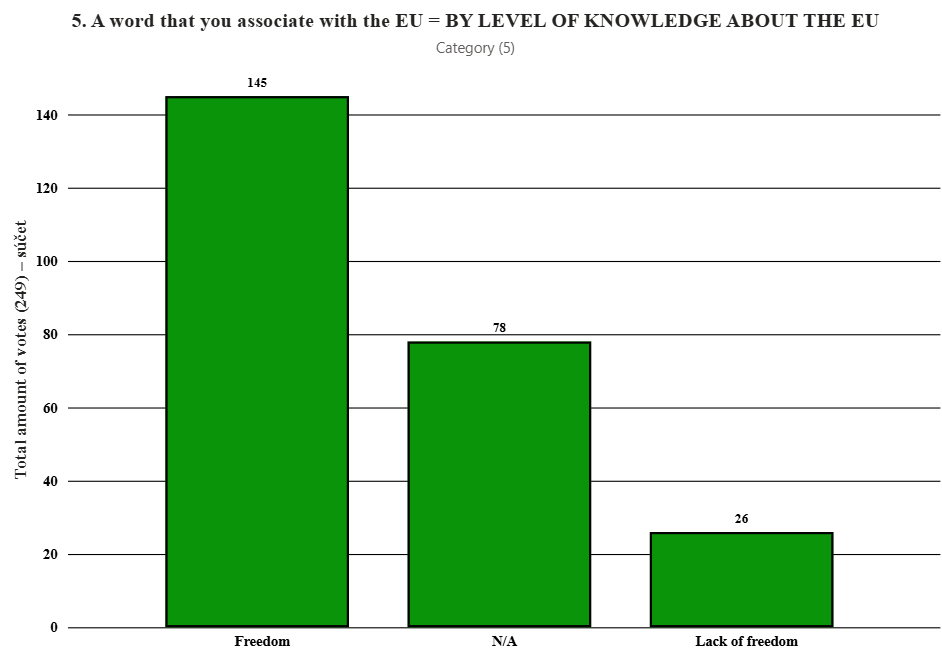 5. A word that you associate with the EU = BY LEVEL OF KNOWLEDGE ABOUT THE EU
Category (5)
Total amount of votes (249) – súčet
145
140
120
100
80
78
60
40
26
20
0
Freedom
N/A
Lack of freedom